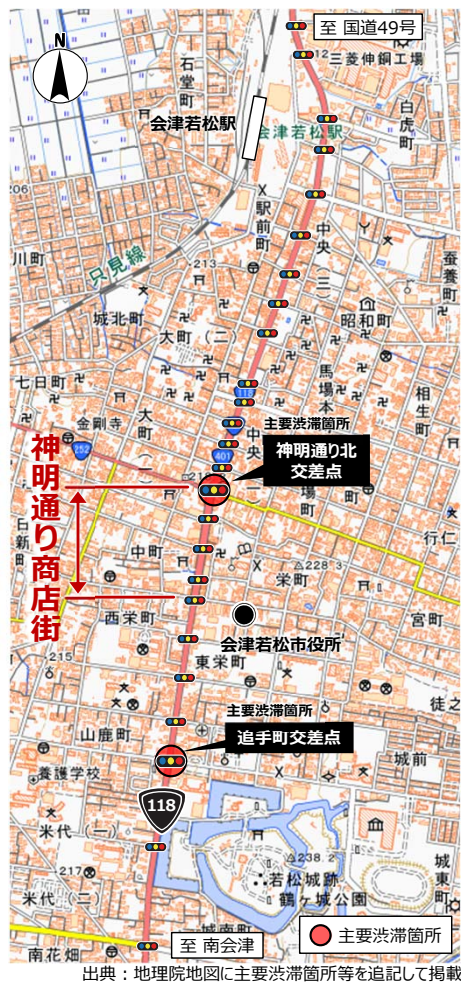 至 国道49号
N
12
三菱伸銅工場
石堂町
白虎町
会津若松駅
会津若松駅
206
駅前町
中央(三)
213
川町
只見線
蚕養町
城北町
大町(二)
昭和町
七日町
118
相生町
金剛寺
大町
主要渋滞箇所
神明通り北
交差点
252
401
神明通り商店街
日新町
行仁
中町
228.3
栄町
西栄町
宮町
215
会津若松市役所
東栄町
徒之
主要渋滞箇所
山鹿町
追手町交差点
城前
養護学校
118
米代(一)
238.2
217
若松城跡
鶴ヶ城公園
城東町
米代(二)
城南町
至 南会津
主要渋滞箇所
南花畑
出典：地理院地図に主要渋滞箇所等を追記して掲載